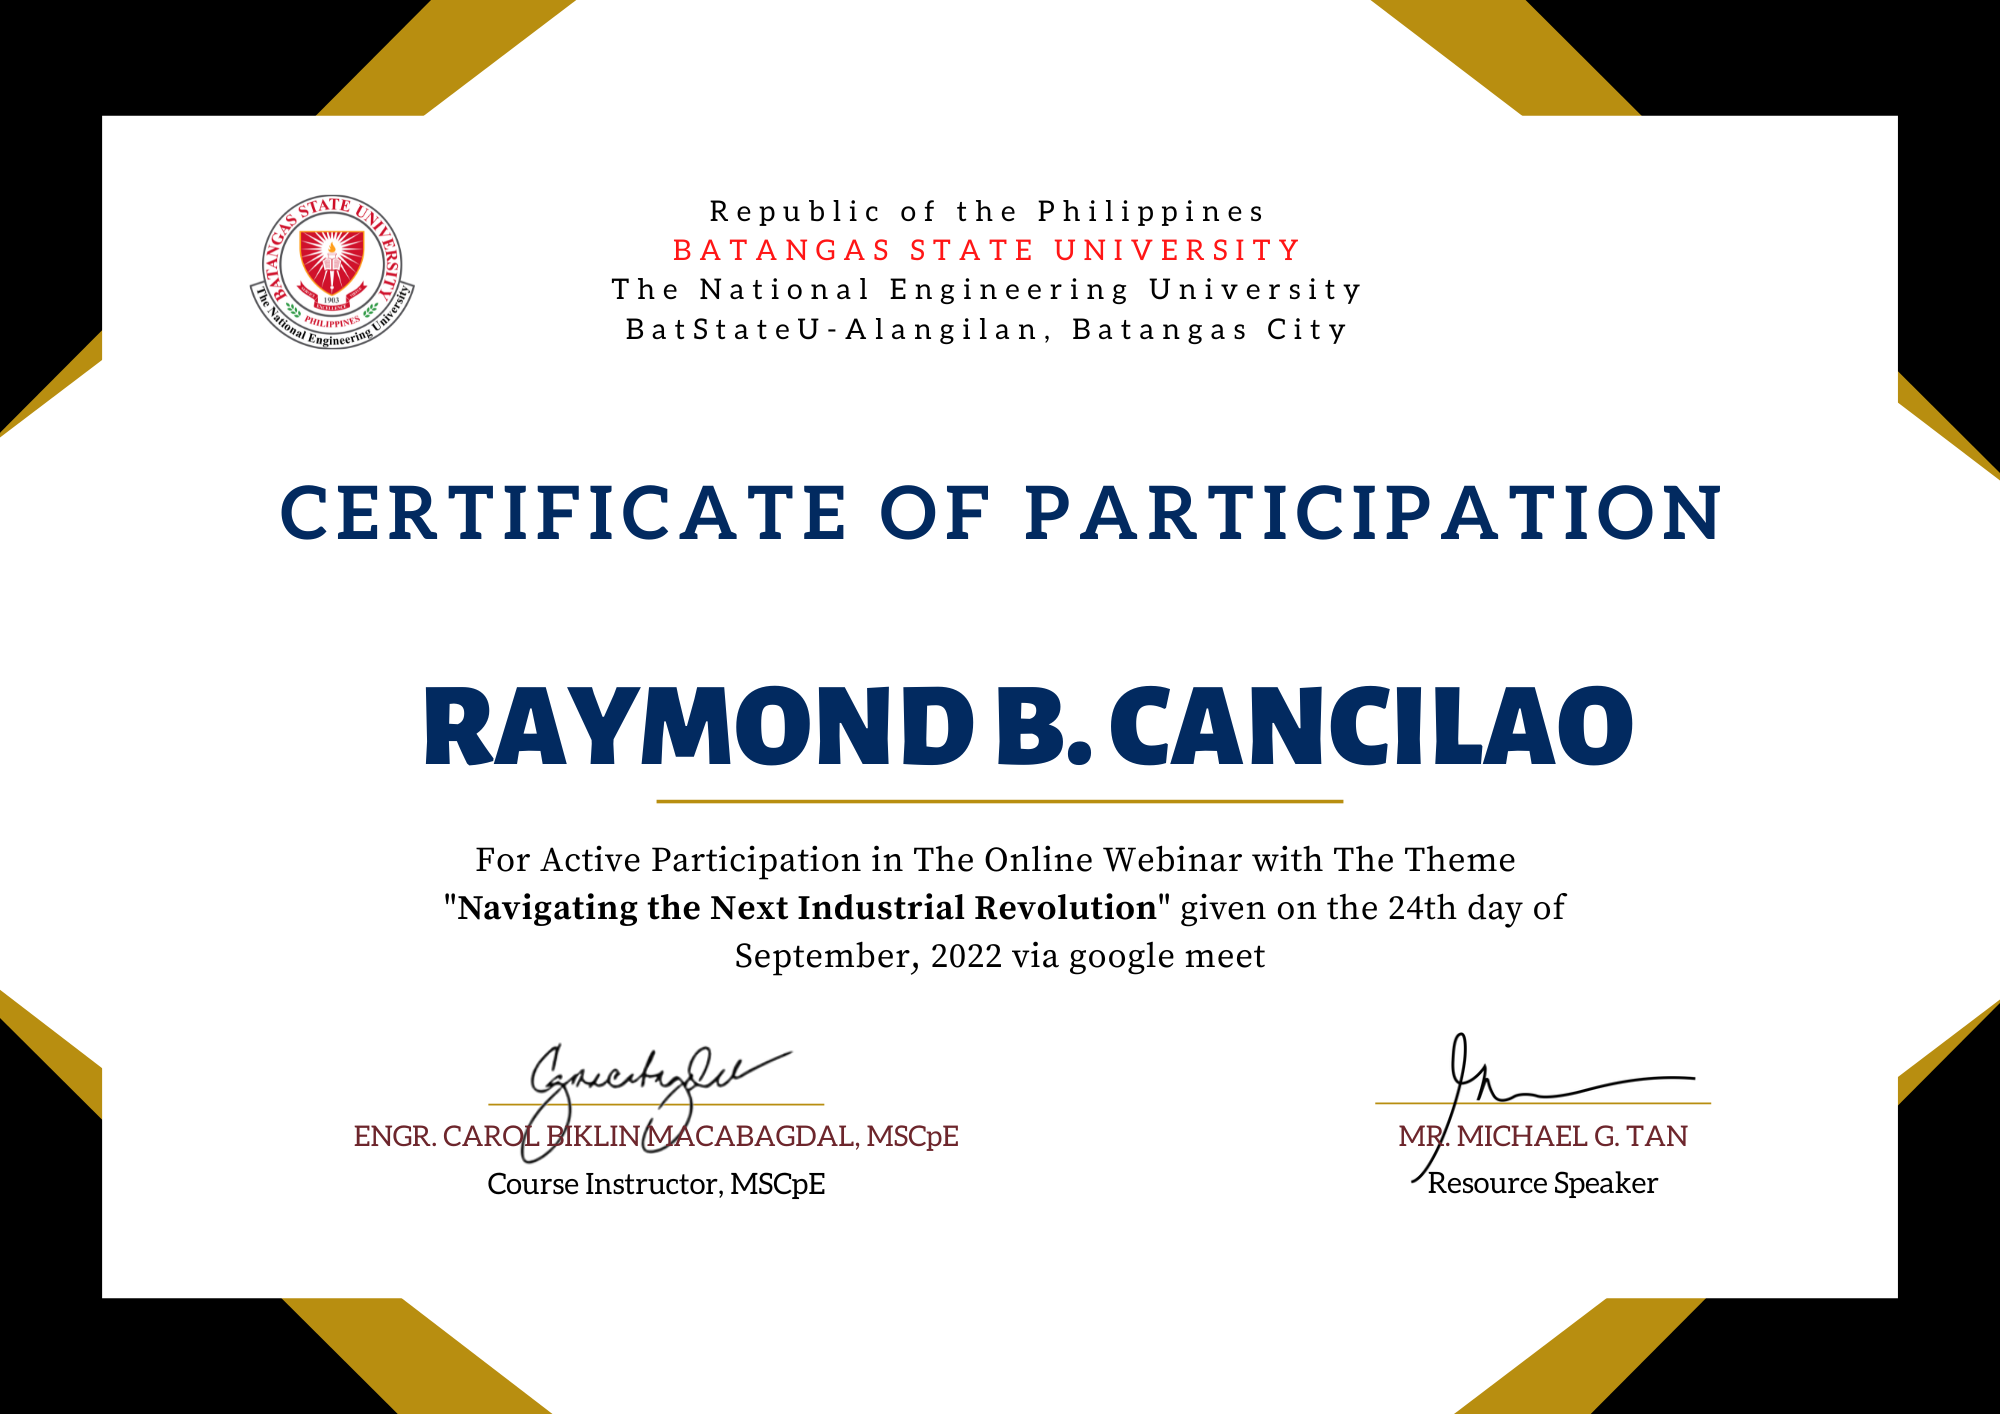 BATANGAS STATE UNIVERSITY
1903
EXCELLENCE
PHILIPPINES
The National Engineering University
Republic of the Philippines
BATANGAS STATE UNIVERSITY
The National Engineering University
BatStateU-Alangilan, Batangas City
CERTIFICATE OF PARTICIPATION
RAYMOND B. CANCILAO
For Active Participation in The Online Webinar with The Theme
"Navigating the Next Industrial Revolution" given on the 24th day of
September, 2022 via google meet
ENGR. CAROL BIKLIN MACABAGDAL, MSCpE
Course Instructor, MSCpE
MR. MICHAEL G. TAN
Resource Speaker